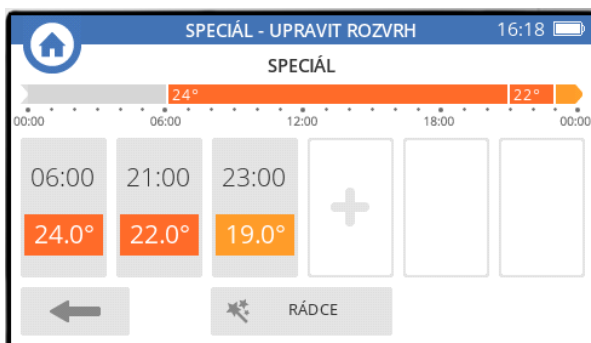 SPECIÁL - UPRAVIT ROZVRH 16:18
SPECIÁL
24° 22°
00:00 06:00 12:00 18:00 00:00
06:00 21:00 23:00
24.0° 22.0° 19.0°
RÁDCE